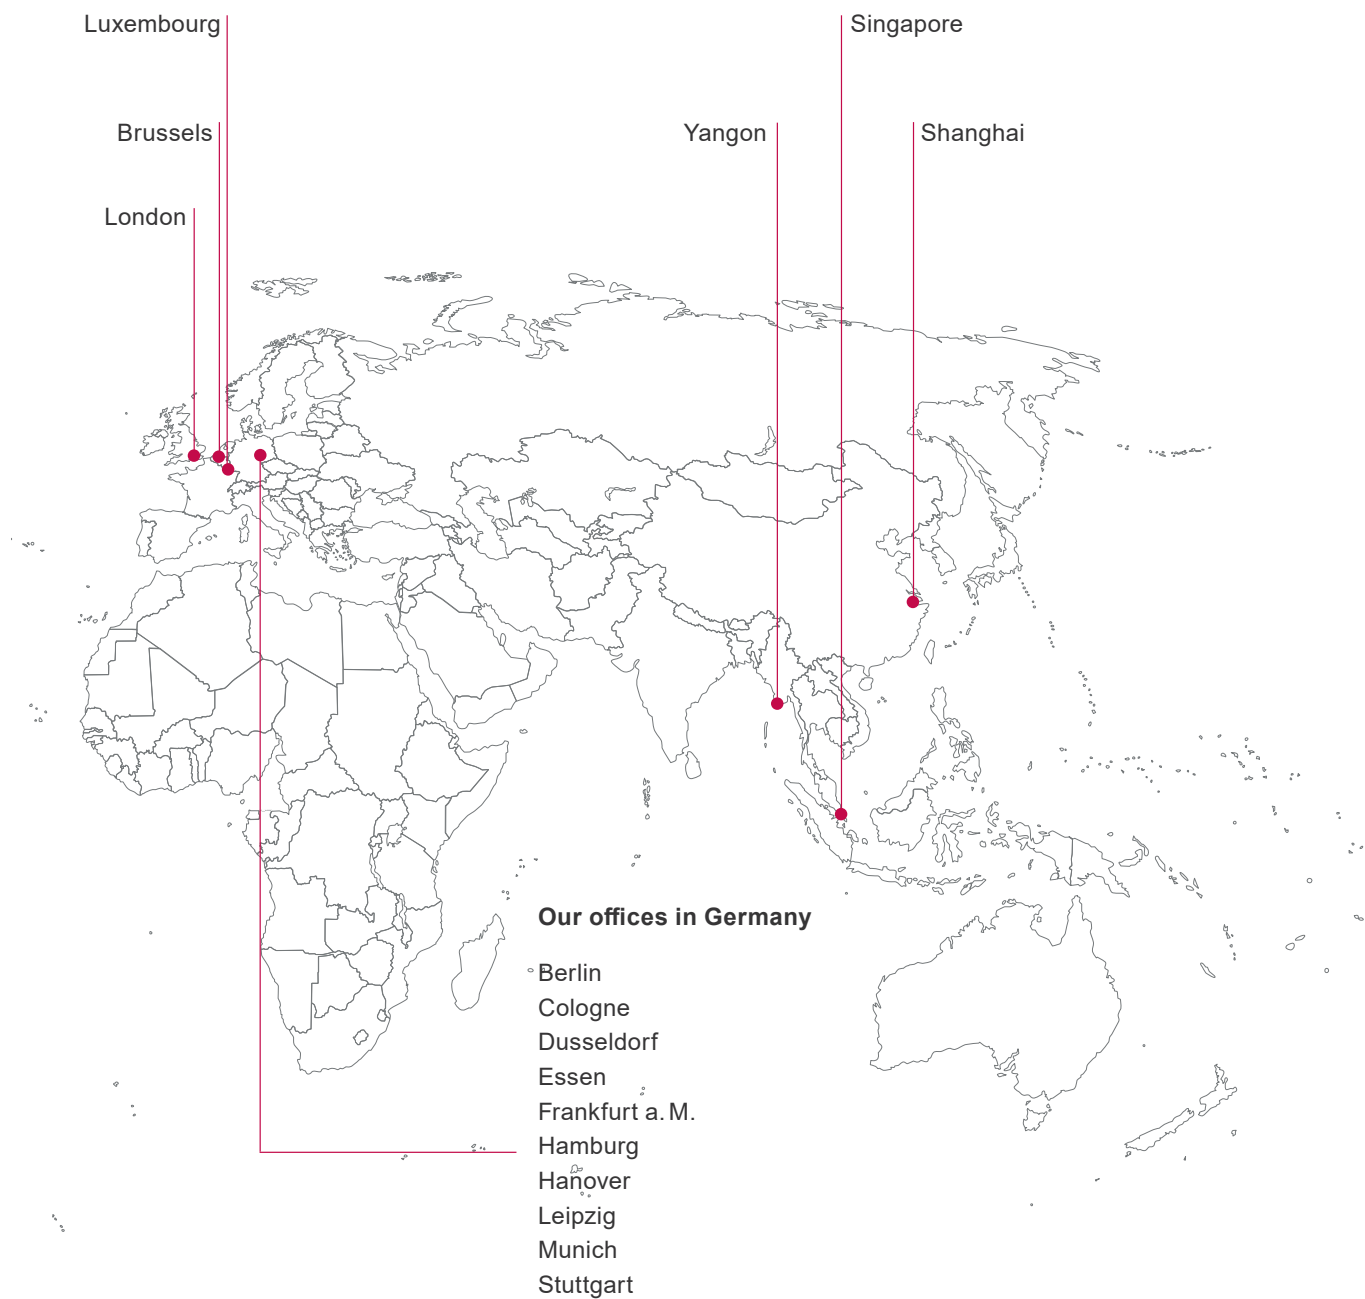 Luxembourg
Singapore
Brussels
Yangon
Shanghai
London
Our offices in Germany
Berlin
Cologne
Dusseldorf
Essen
Frankfurt a. M.
Hamburg
Hanover
Leipzig
Munich
Stuttgart